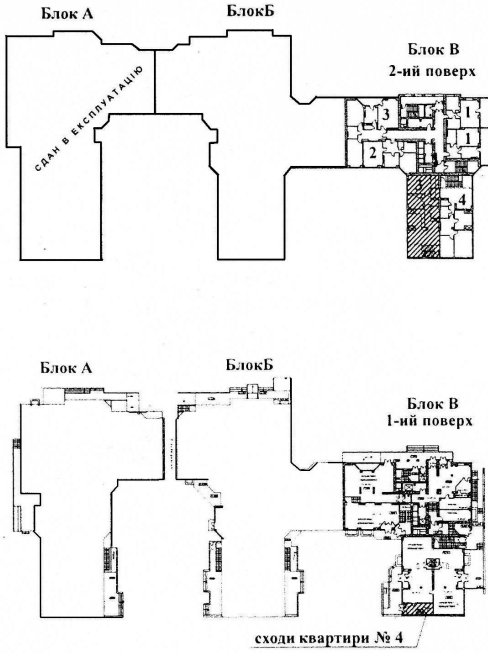 Блок А
БлокБ
Блок В
2-ий поверх
СДАН В ЕКСПЛУАТАЦІЮ
3
1
2
1
3
4
Блок А
БлокБ
Блок В
1-ий поверх
сходи квартири № 4